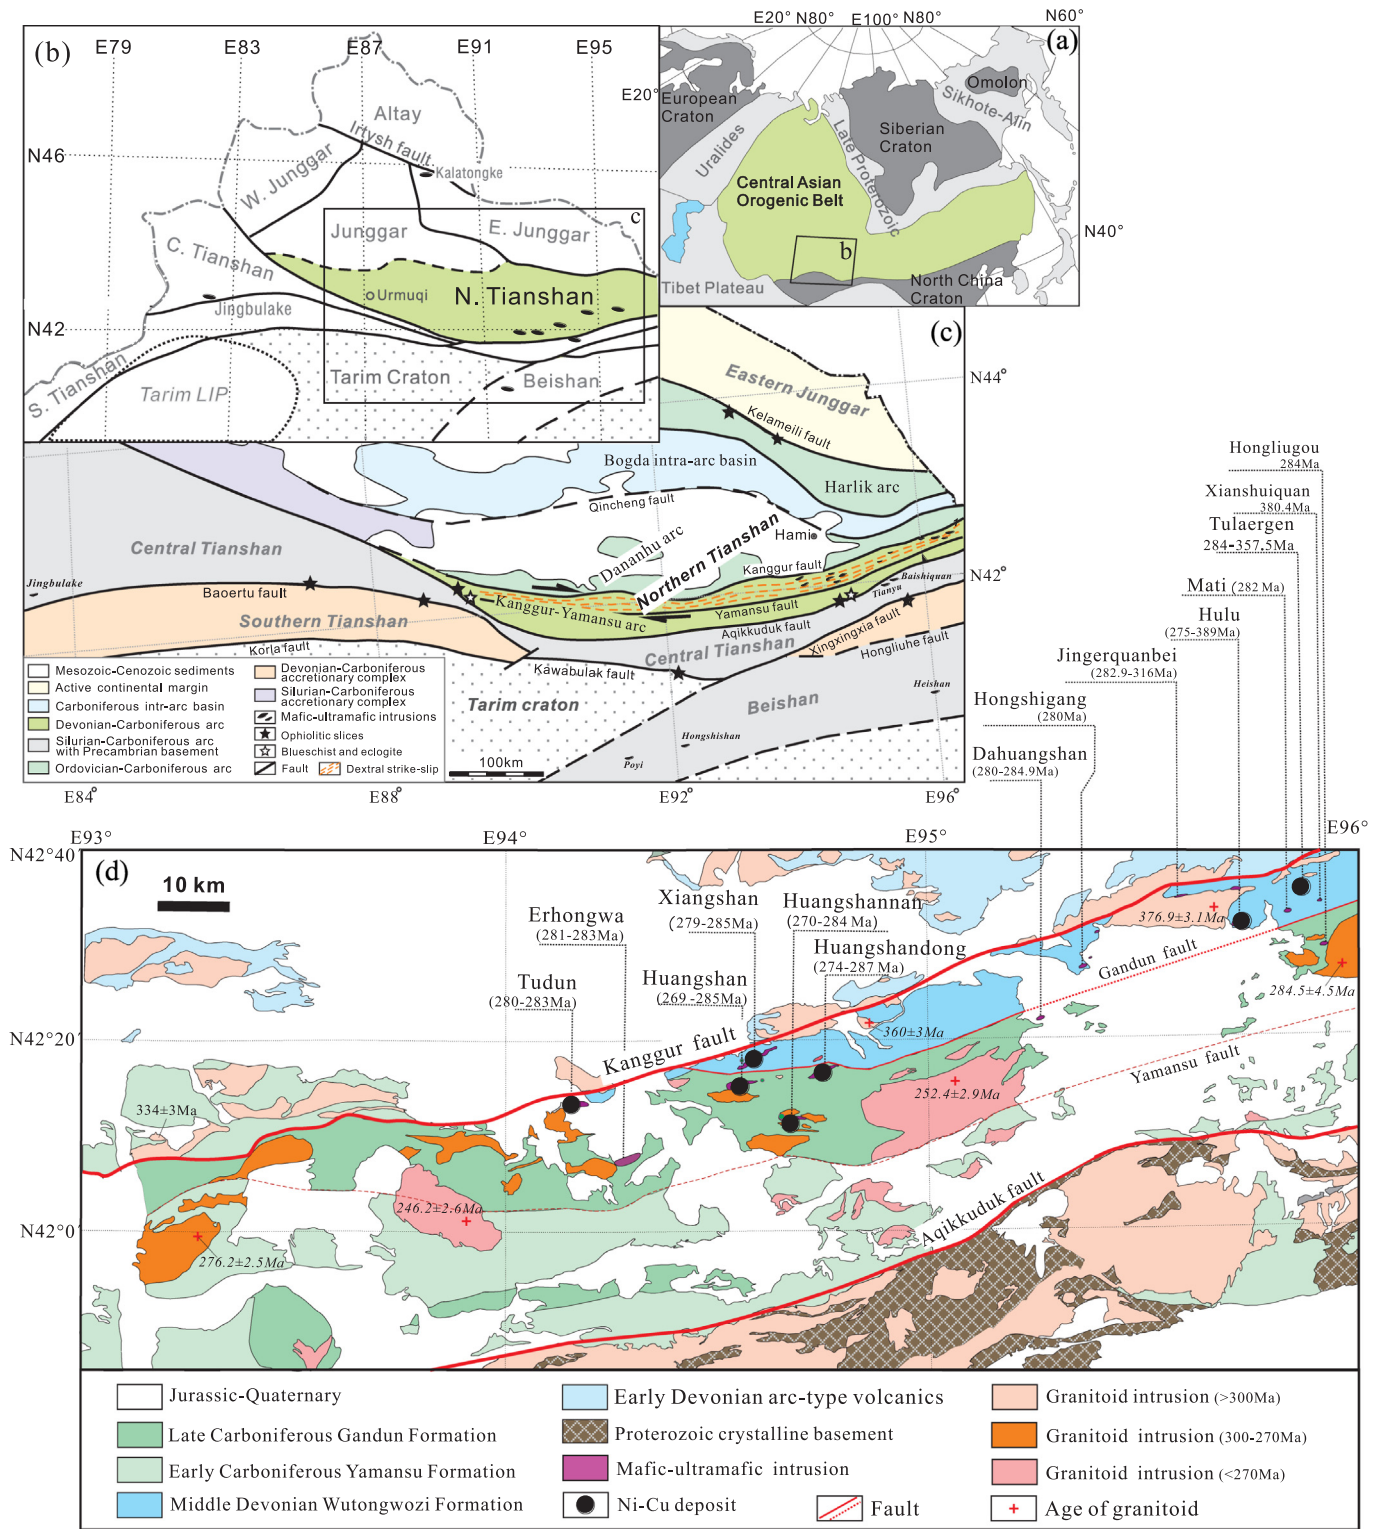 (b)
E79
E83
E87
E91
E95
N46
N42
Altay
Irtysh fault
Kalatongke
W. Junggar
Junggar
E. Junggar
c
C. Tianshan
Urmuqi
N. Tianshan
Jingbulake
S. Tianshan
Tarim LIP
Tarim Craton
Beishan
(a)
E20° N80° E100° N80°
N60°
E20°
N40°
European
Craton
Uralides
Late Proterozoic
Siberian
Craton
Omolon
Sikhote-Alin
Central Asian
Orogenic Belt
b
Tibet Plateau
North China
Craton
(c)
N44°
N42°
Eastern Junggar
Kelameili fault
Bogda intra-arc basin
Harlik arc
Qincheng fault
Hami
Dananhu arc
Northern Tianshan
Kanggur fault
Central Tianshan
Jingbulake
Baoertu fault
Kanggur-Yamansu arc
Yamansu fault
Tianyu
Baishiquan
Southern Tianshan
Aqikkuduk fault
Xingxingxia fault
Central Tianshan
Hongliuhe fault
Korla fault
Kawabulak fault
Tarim craton
Beishan
Heishan
Hongshishan
Poyi
Mesozoic-Cenozoic sediments
Active continental margin
Carboniferous intr-arc basin
Devonian-Carboniferous arc
Silurian-Carboniferous arc
with Precambrian basement
Ordovician-Carboniferous arc
Devonian-Carboniferous
accretionary complex
Silurian-Carboniferous
accretionary complex
Mafic-ultramafic intrusions
Ophiolitic slices
Blueschist and eclogite
Fault
Dextral strike-slip
100km
E84°
E88°
E92°
E96°
Hongliugou
284Ma
Xianshuiquan
380.4Ma
Tulaergen
284-357.5Ma
Mati (282 Ma)
Hulu
(275-389Ma)
Jingerquanbei
(282.9-316Ma)
Hongshigang
(280Ma)
Dahuangshan
(280-284.9Ma)
E93°
E94°
E95°
E96°
N42°40'
N42°20'
N42°0'
(d)
10 km
Erhongwa
(281-283Ma)
Tudun
(280-283Ma)
Xiangshan
(279-285Ma)
Huangshan
(269 -285Ma)
Huangshannan
(270-284 Ma)
Huangshandong
(274-287 Ma)
376.9±3.1Ma
Gandun fault
284.5±4.5Ma
360±3Ma
Kanggur fault
Yamansu fault
252.4±2.9Ma
334±3Ma
246.2±2.6Ma
276.2±2.5Ma
Aqikkuduk fault
Jurassic-Quaternary
Late Carboniferous Gandun Formation
Early Carboniferous Yamansu Formation
Middle Devonian Wutongwozi Formation
Early Devonian arc-type volcanics
Proterozoic crystalline basement
Mafic-ultramafic intrusion
Ni-Cu deposit
Fault
Granitoid intrusion (>300Ma)
Granitoid intrusion (300-270Ma)
Granitoid intrusion (<270Ma)
Age of granitoid